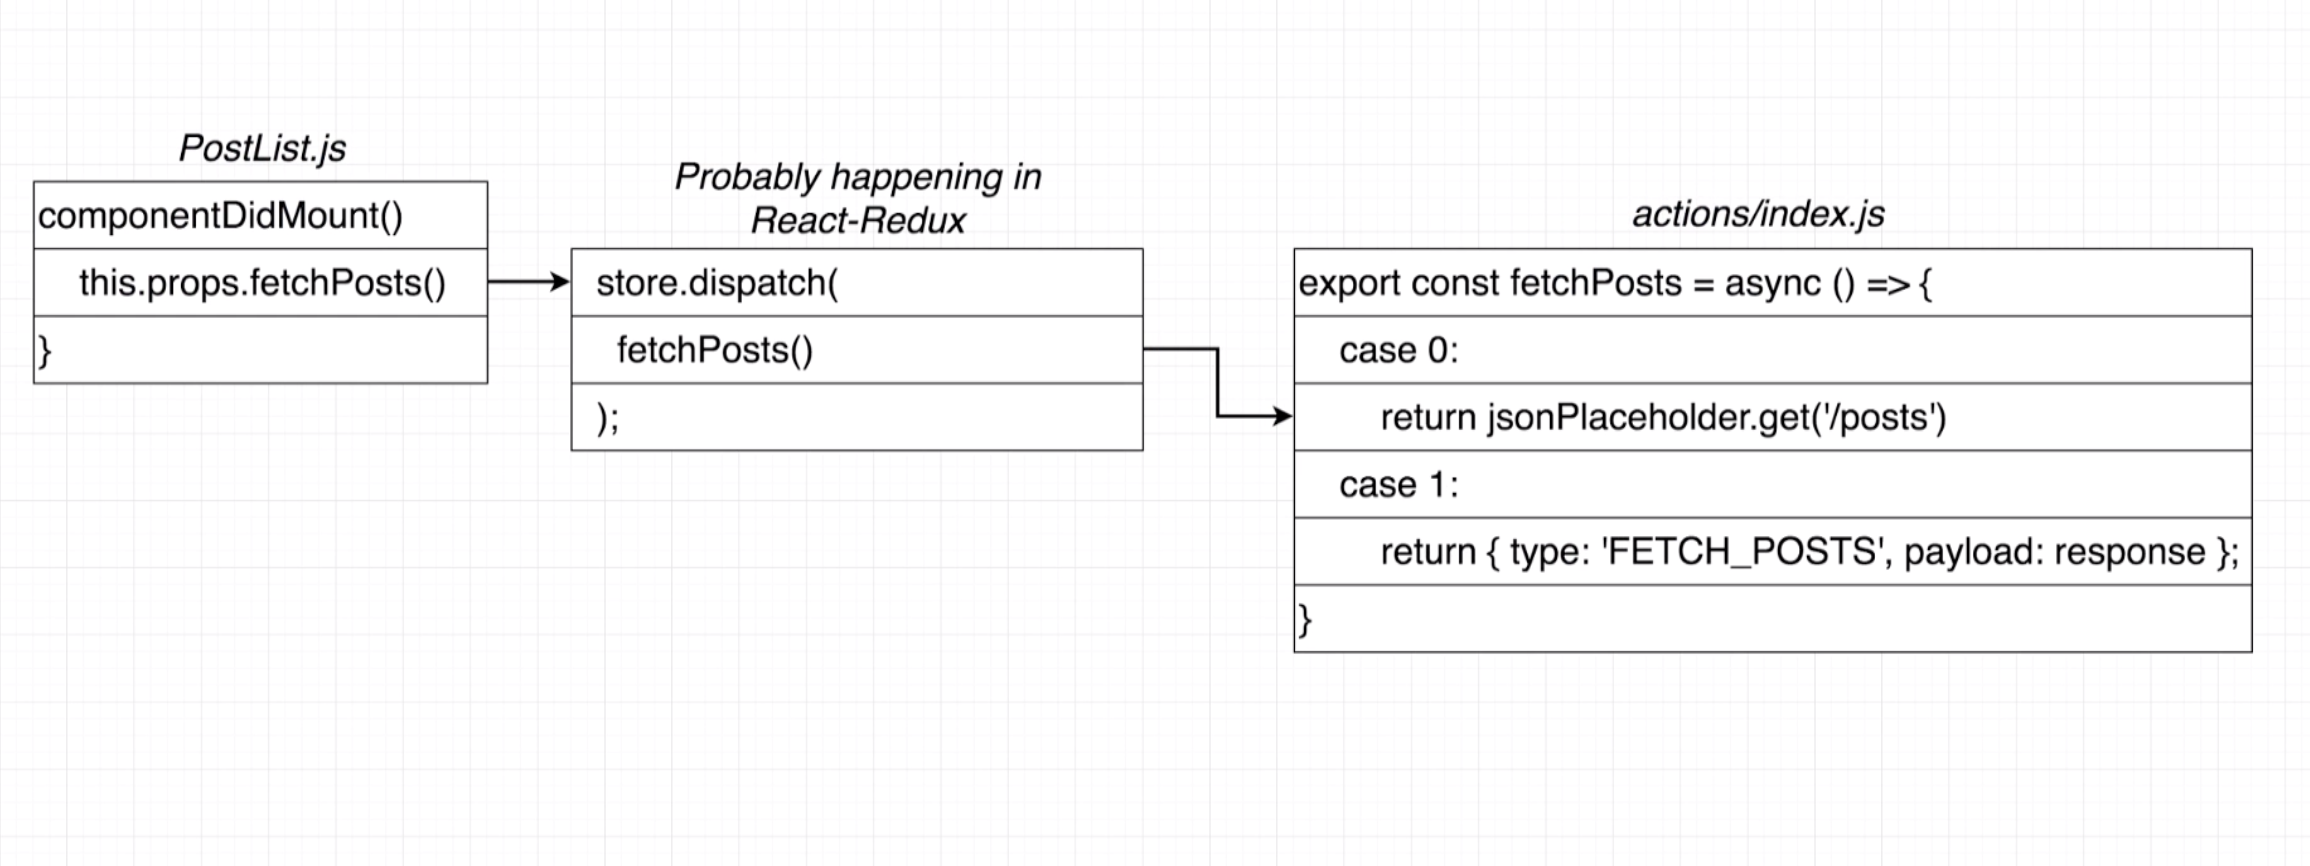 PostList.js
componentDidMount()
this.props.fetchPosts()
}
Probably happening in
React-Redux
store.dispatch(
fetchPosts()
);
actions/index.js
export const fetchPosts = async () => {
case 0:
return jsonPlaceholder.get('/posts')
case 1:
return { type: 'FETCH_POSTS', payload: response };
}